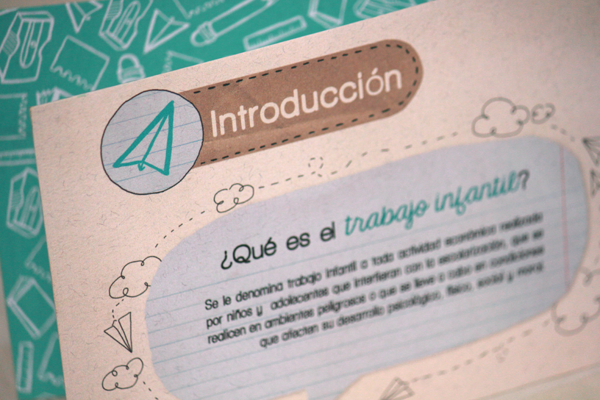 Introducción
¿Qué es el trabajo infantil?
Se le denomina trabajo infantil a toda actividad económica realizada
por niños y adolescentes que interfieran con la escolarización, que se
realicen en ambientes peligrosos o que se lleve a cabo en condiciones
que afecten su desarrollo psicológico, físico, social y moral